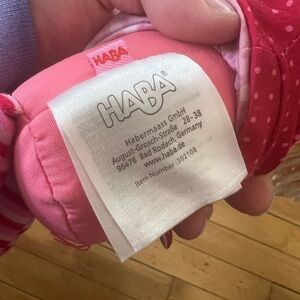 HABA
HABA
Habermaass GmbH
August-Grosch-Straße 28-38
96476 Bad Rodach, Germany
www.haba.de
Item Number: 302108